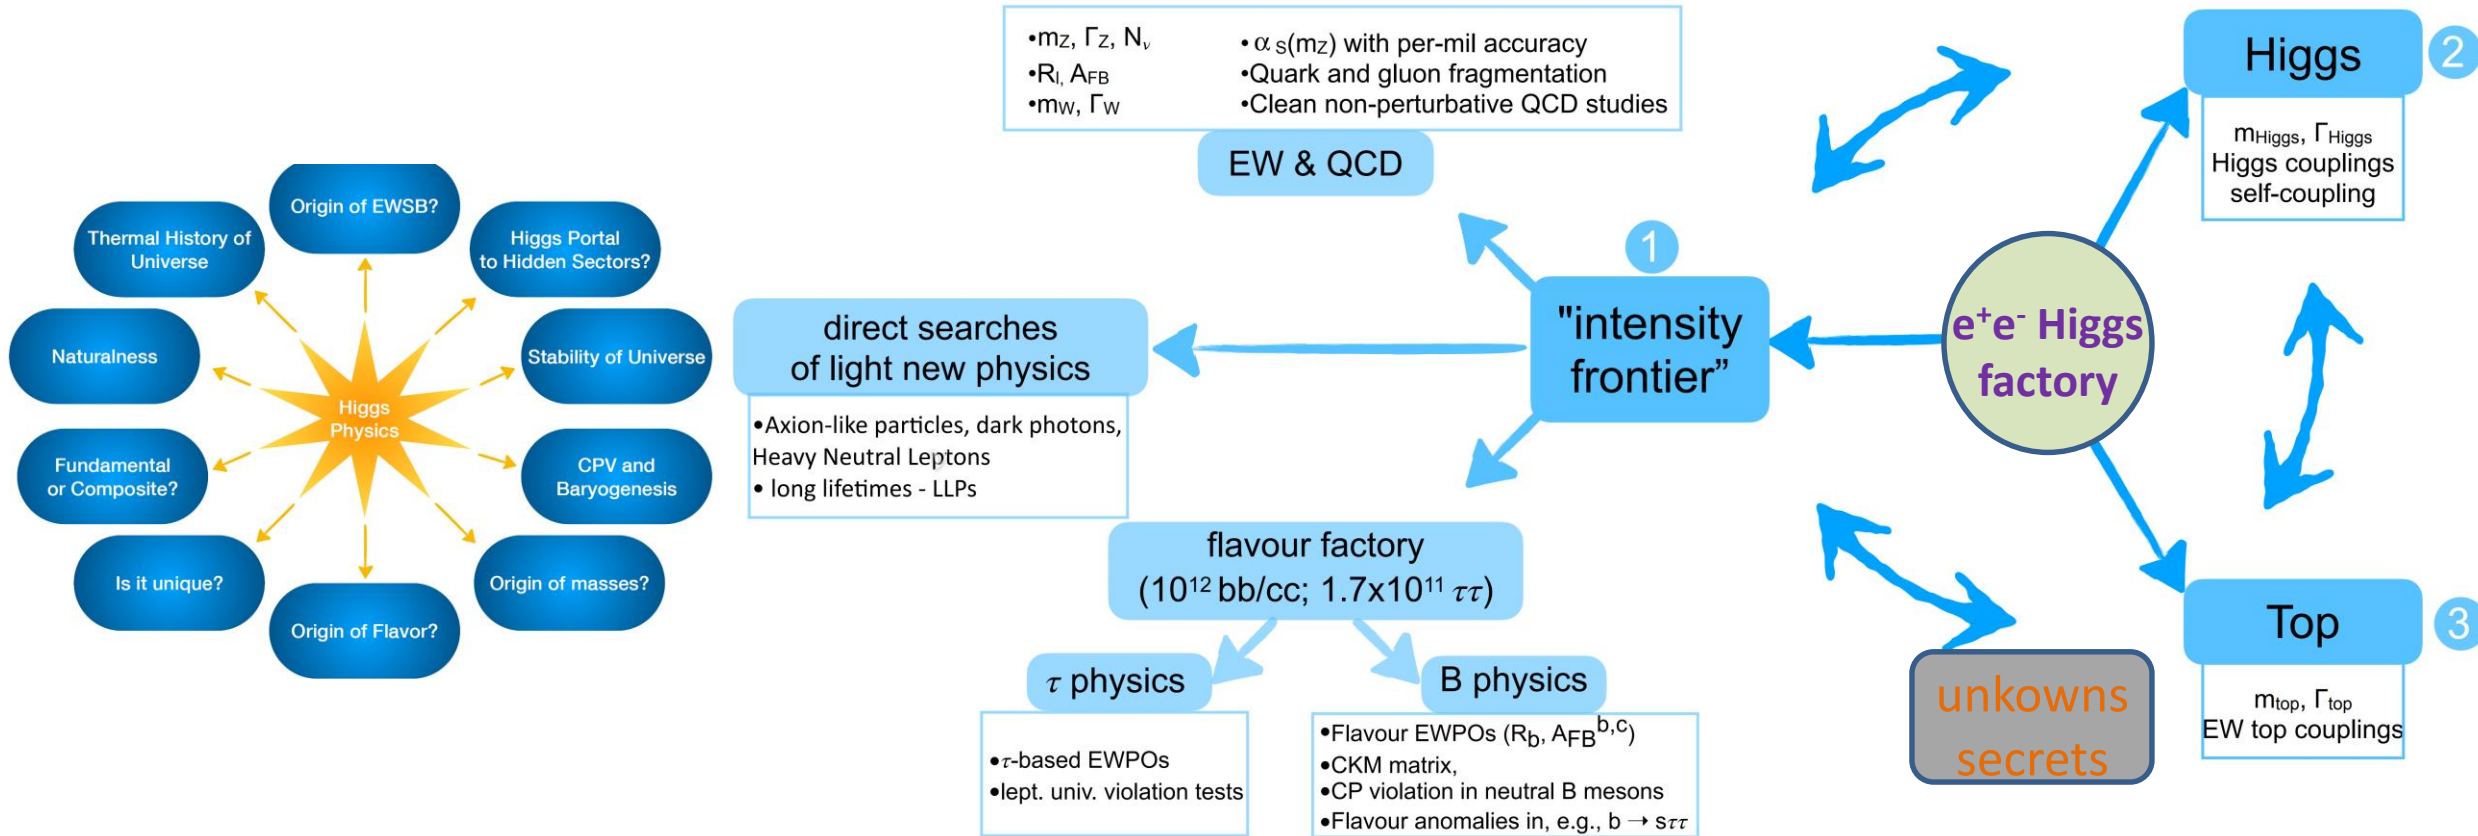 Origin of EWSB?
Thermal History of
Universe
Higgs Portal
to Hidden Sectors?
Naturalness
Stability of Universe
Higgs
Physics
Fundamental
or Composite?
CPV and
Baryogenesis
Is it unique?
Origin of masses?
Origin of Flavor?
•mZ, ΓZ, Nν
•Rl, AFB
•mW, ΓW
• αS(mZ) with per-mil accuracy
•Quark and gluon fragmentation
•Clean non-perturbative QCD studies
EW & QCD
direct searches
of light new physics
•Axion-like particles, dark photons,
Heavy Neutral Leptons
• long lifetimes - LLPs
1
"intensity
frontier”
flavour factory
(10¹² bb/cc; 1.7x10¹¹ ττ)
τ physics
•τ-based EWPOs
•lept. univ. violation tests
B physics
•Flavour EWPOs (Rb, AFB^b,c)
•CKM matrix,
•CP violation in neutral B mesons
•Flavour anomalies in, e.g., b → sττ
e⁺e⁻ Higgs
factory
Higgs
2
mHiggs, ΓHiggs
Higgs couplings
self-coupling
Top
3
mtop, Γtop
EW top couplings
unkowns
secrets